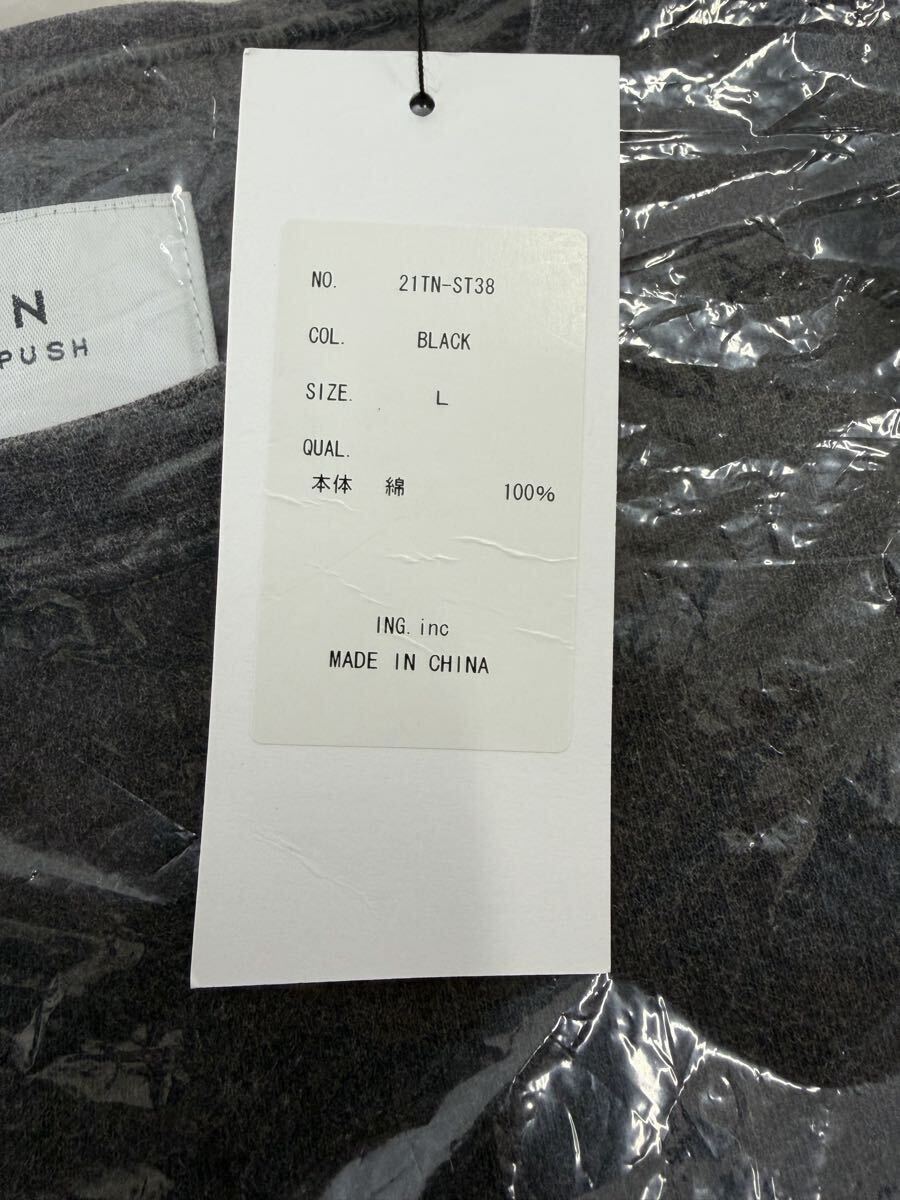 N
PUSH
NO. 21TN-ST38
COL. BLACK
SIZE. L
QUAL.
本体 綿 100%
ING.inc
MADE IN CHINA